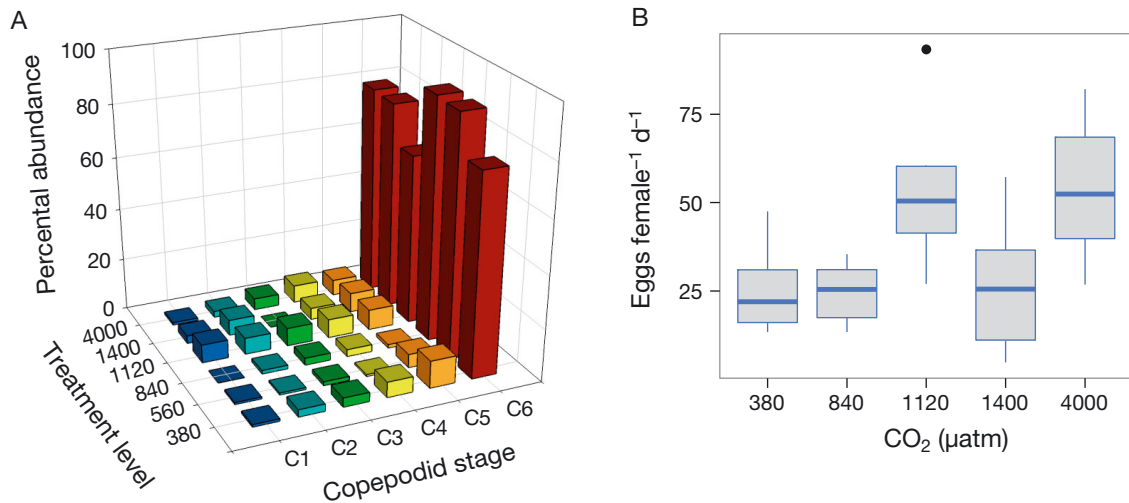 A
Percental abundance
100
80
60
40
20
0
4000
1400
1120
840
560
380
Treatment level
C1
C2
C3
C4
C5
C6
Copepodid stage
B
Eggs female⁻¹ d⁻¹
75
50
25
380
840
1120
1400
4000
CO₂ (µatm)